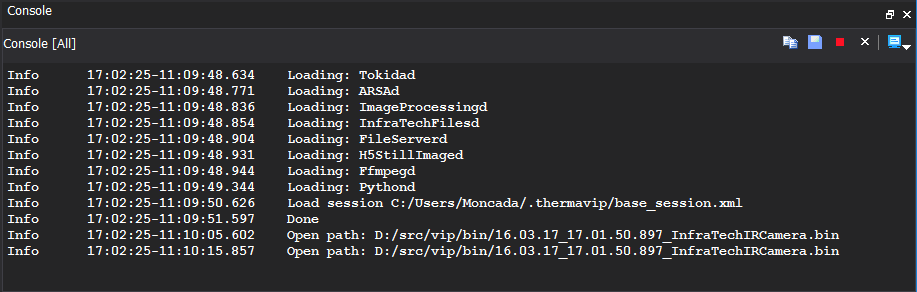 Console
Console [All]
Info 17:02:25-11:09:48.634 Loading: Tokidad
Info 17:02:25-11:09:48.771 Loading: ARSAd
Info 17:02:25-11:09:48.836 Loading: ImageProcessingd
Info 17:02:25-11:09:48.854 Loading: InfraTechFilesd
Info 17:02:25-11:09:48.904 Loading: FileServerd
Info 17:02:25-11:09:48.931 Loading: H5StillImaged
Info 17:02:25-11:09:48.944 Loading: Ffmpegd
Info 17:02:25-11:09:49.344 Loading: Pythond
Info 17:02:25-11:09:50.626 Load session C:/Users/Moncada/.thermavip/base_session.xml
Info 17:02:25-11:09:51.597 Done
Info 17:02:25-11:10:05.602 Open path: D:/src/vip/bin/16.03.17_17.01.50.897_InfraTechIRCamera.bin
Info 17:02:25-11:10:15.857 Open path: D:/src/vip/bin/16.03.17_17.01.50.897_InfraTechIRCamera.bin